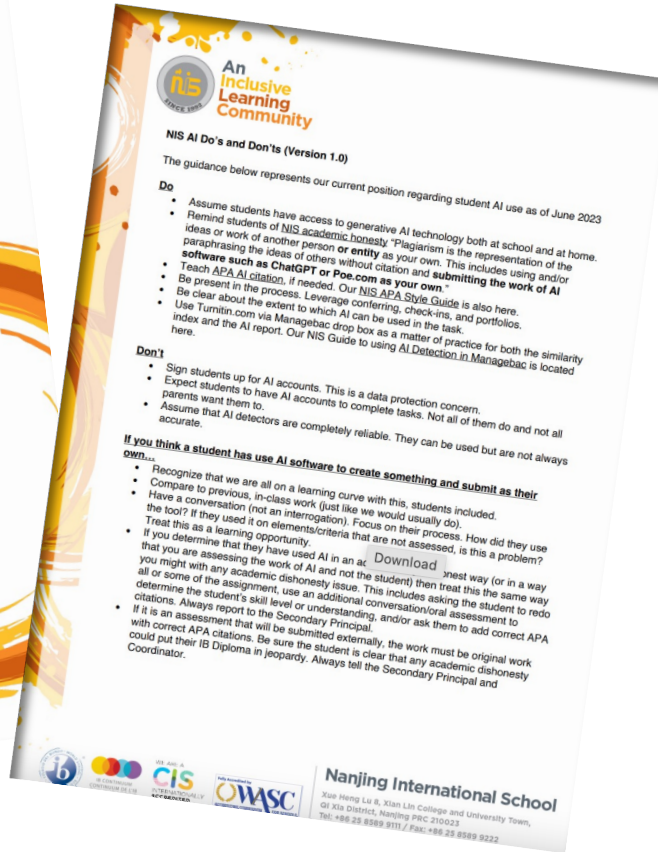 nis
SINCE 1992
An
Inclusive
Learning
Community
NIS AI Do's and Don'ts (Version 1.0)
The guidance below represents our current position regarding student AI use as of June 2023
Do
• Assume students have access to generative AI technology both at school and at home.
• Remind students of NIS academic honesty "Plagiarism is the representation of the
ideas or work of another person or entity as your own. This includes using and/or
paraphrasing the ideas of others without citation and submitting the work of AI
software such as ChatGPT or Poe.com as your own."
• Teach APA AI citation, if needed. Our NIS APA Style Guide is also here.
• Be present in the process. Leverage conferring, check-ins, and portfolios.
• Be clear about the extent to which AI can be used in the task.
• Use Turnitin.com via Managebac drop box as a matter of practice for both the similarity
index and the AI report. Our NIS Guide to using AI Detection in Managebac is located
here.
Don't
• Sign students up for AI accounts. This is a data protection concern.
• Expect students to have AI accounts to complete tasks. Not all of them do and not all
parents want them to.
• Assume that AI detectors are completely reliable. They can be used but are not always
accurate.
If you think a student has use AI software to create something and submit as their
own…
• Recognize that we are all on a learning curve with this, students included.
• Compare to previous, in-class work (just like we would usually do).
• Have a conversation (not an interrogation). Focus on their process. How did they use
the tool? If they used it on elements/criteria that are not assessed, is this a problem?
Treat this as a learning opportunity.
• If you determine that they have used AI in an ac Download onest way (or in a way
that you are assessing the work of AI and not the student) then treat this the same way
you might with any academic dishonesty issue. This includes asking the student to redo
all or some of the assignment, use an additional conversation/oral assessment to
determine the student's skill level or understanding, and/or ask them to add correct APA
citations. Always report to the Secondary Principal.
• If it is an assessment that will be submitted externally, the work must be original work
with correct APA citations. Be sure the student is clear that any academic dishonesty
could put their IB Diploma in jeopardy. Always tell the Secondary Principal and
Coordinator.
ib
WE ARE A
CIS
INTERNATIONALLY
ACCREDITED
Fully Accredited by
WASC
Nanjing International School
Xue Heng Lu 8, Xian Lin College and University Town,
Qi Xia District, Nanjing PRC 210023
Tel: +86 25 8589 9111 / Fax: +86 25 8589 9222